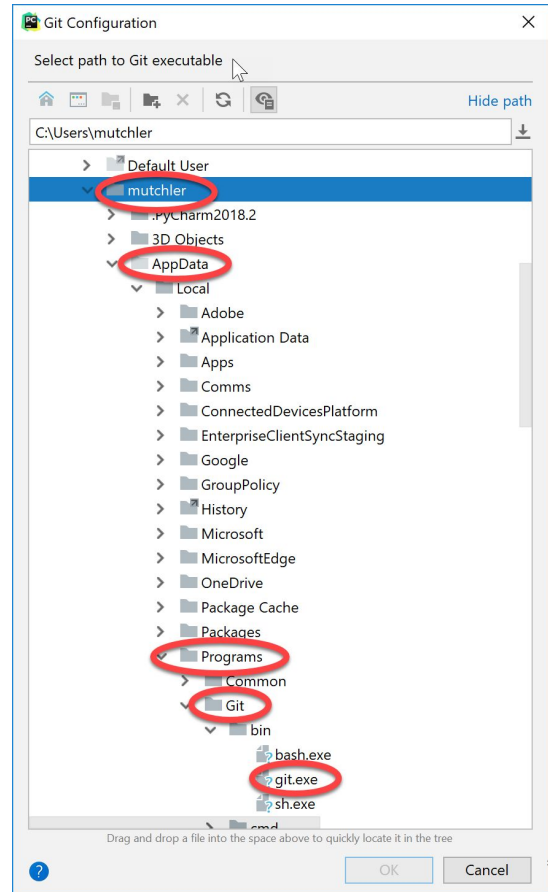 PC
Git Configuration
Select path to Git executable
Hide path
C:\Users\mutchler
Default User
mutchler
.PyCharm2018.2
3D Objects
AppData
Local
Adobe
Application Data
Apps
Comms
ConnectedDevicesPlatform
EnterpriseClientSyncStaging
Google
GroupPolicy
History
Microsoft
MicrosoftEdge
OneDrive
Package Cache
Packages
Programs
Common
Git
bin
bash.exe
git.exe
sh.exe
cmd
Drag and drop a file into the space above to quickly locate it in the tree
?
OK
Cancel